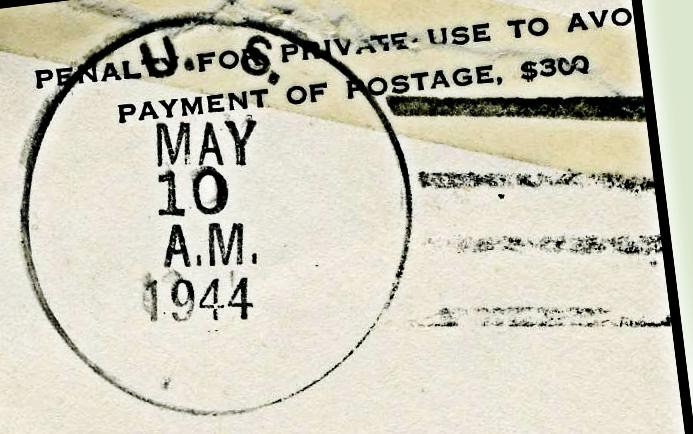 PENALTY FOR PRIVATE USE TO AVO
PAYMENT OF POSTAGE, $300
U. S.
MAY
10
A.M.
1944